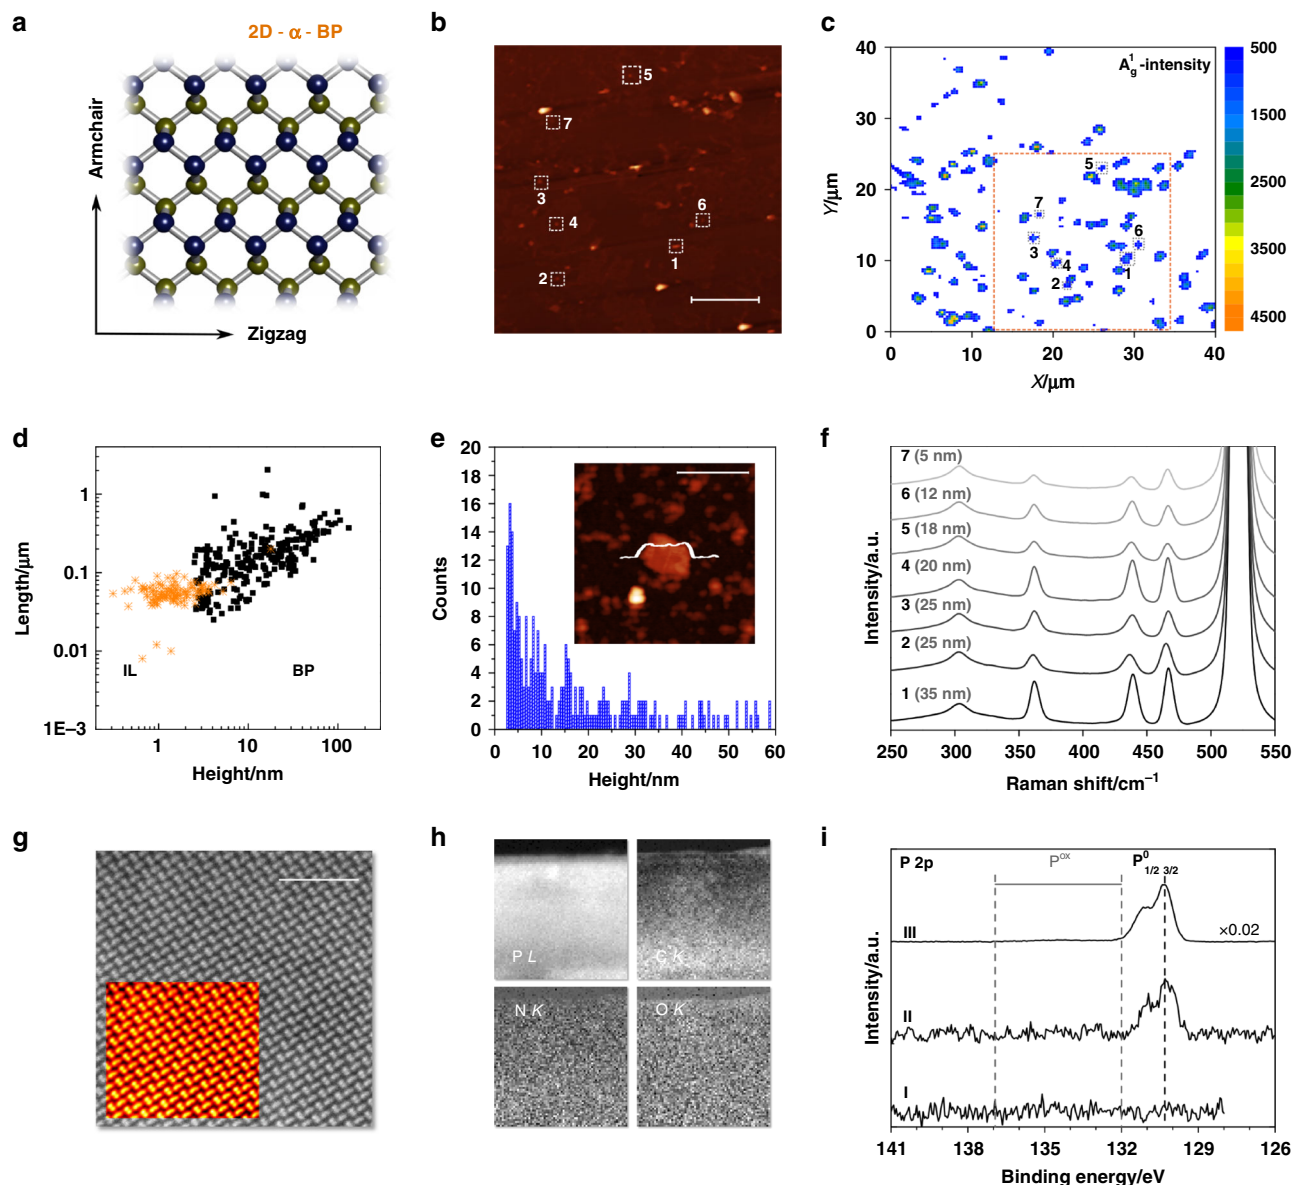 a
2D - α - BP
Armchair
Zigzag
b
5
7
3
4
6
1
2
c
A¹g-intensity
40
30
20
10
0
Y/μm
5
7
3
4
2
6
1
0 10 20 30 40
X/μm
500
1500
2500
3500
4500
d
1
0.1
0.01
1E−3
Length/μm
IL
BP
1 10 100
Height/nm
e
20
18
16
14
12
10
8
6
4
2
0
Counts
0 10 20 30 40 50 60
Height/nm
f
7 (5 nm)
6 (12 nm)
5 (18 nm)
4 (20 nm)
3 (25 nm)
2 (25 nm)
1 (35 nm)
Intensity/a.u.
250 300 350 400 450 500 550
Raman shift/cm⁻¹
g
h
P L
C K
N K
O K
i
P 2p
P^ox
P⁰
1/2 3/2
III
×0.02
II
I
Intensity/a.u.
141 138 135 132 129 126
Binding energy/eV